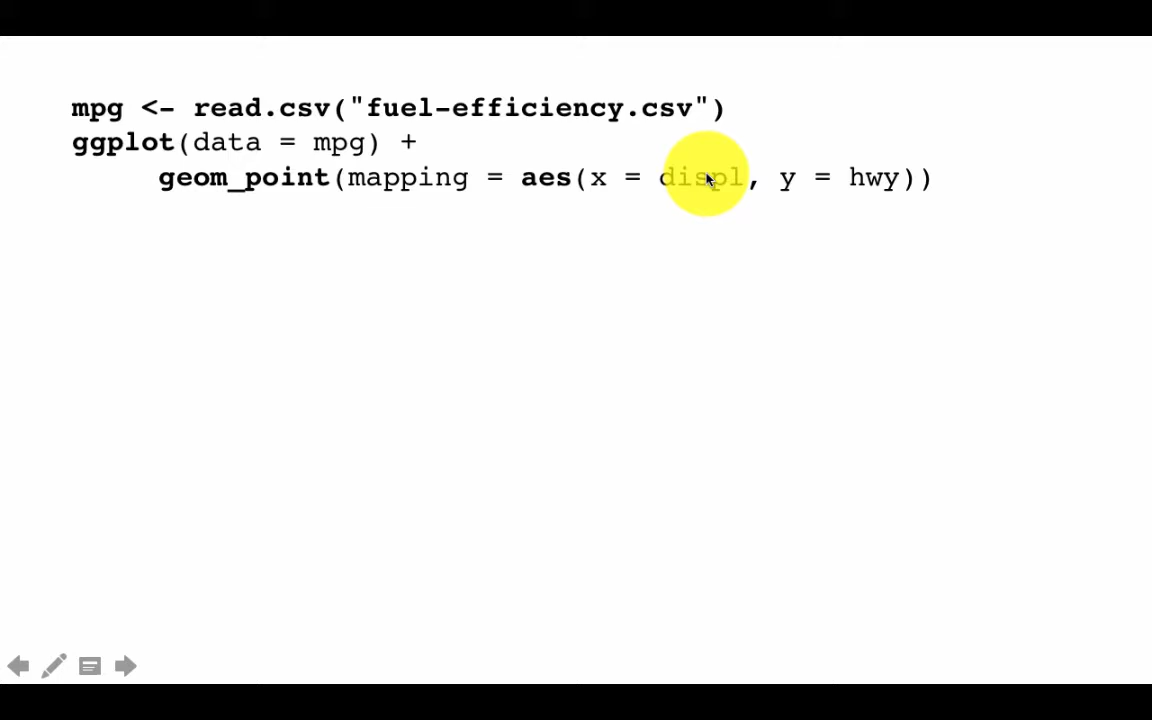 mpg <- read.csv("fuel-efficiency.csv")
ggplot(data = mpg) +
geom_point(mapping = aes(x = displ, y = hwy))